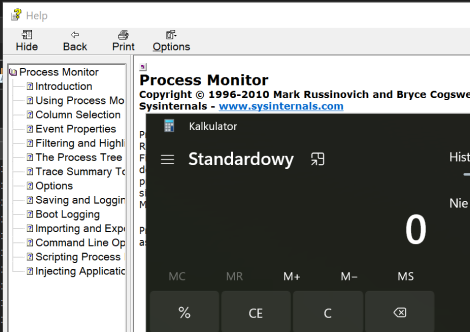 Help
Hide Back Print Options
Process Monitor
Introduction
Using Process Mo
Column Selection
Event Properties
Filtering and Highli
The Process Tree
Trace Summary To
Options
Saving and Loggin
Boot Logging
Importing and Expo
Command Line Op
Scripting Process
Injecting Applicatio
Process Monitor
Copyright © 1996-2010 Mark Russinovich and Bryce Cogswe
Sysinternals - www.sysinternals.com
Kalkulator
Standardowy
Hist
Nie
0
MC MR M+ M− MS
% CE C